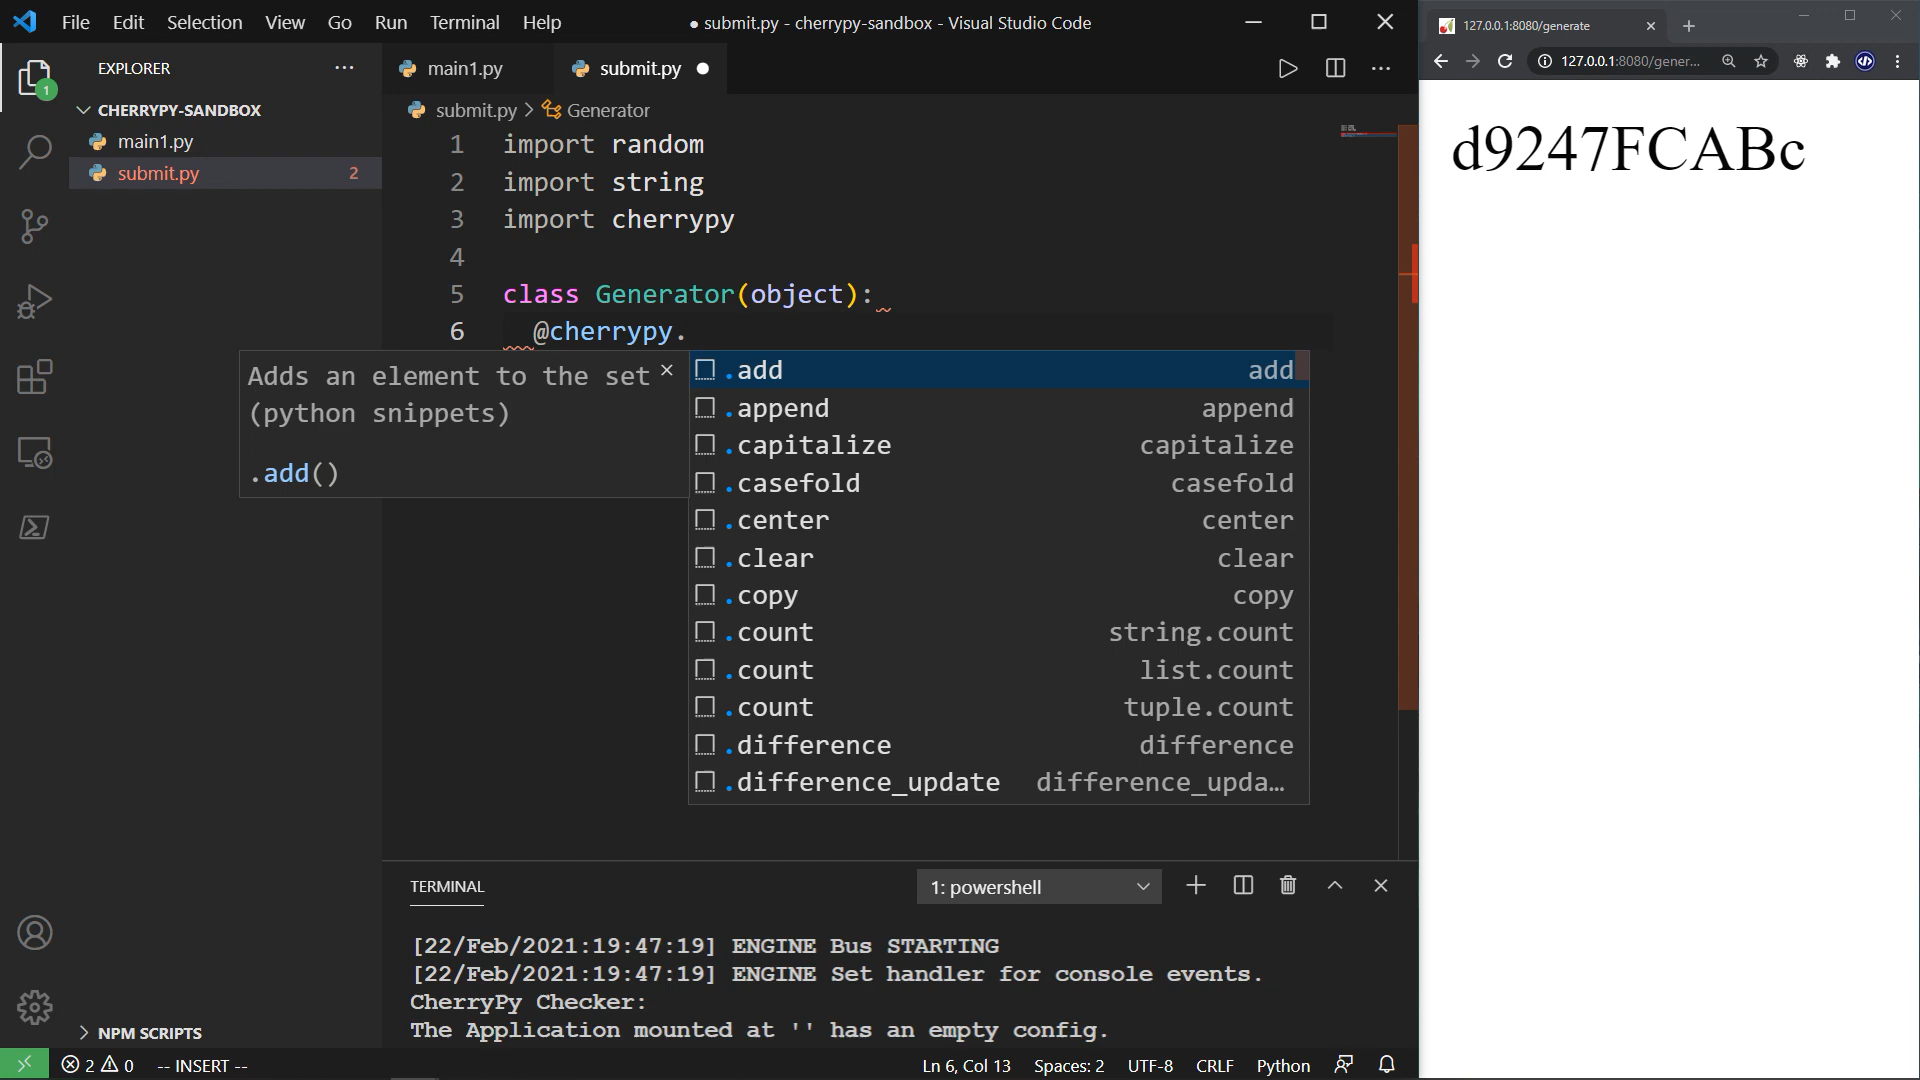 File Edit Selection View Go Run Terminal Help
● submit.py - cherrypy-sandbox - Visual Studio Code
EXPLORER
1
CHERRYPY-SANDBOX
main1.py
submit.py 2
NPM SCRIPTS
main1.py submit.py
submit.py Generator
1 import random
2 import string
3 import cherrypy
4
5 class Generator(object):
6 @cherrypy.
Adds an element to the set
(python snippets)
.add()
.add add
.append append
.capitalize capitalize
.casefold casefold
.center center
.clear clear
.copy copy
.count string.count
.count list.count
.count tuple.count
.difference difference
.difference_update difference_upda…
TERMINAL
1: powershell
[22/Feb/2021:19:47:19] ENGINE Bus STARTING
[22/Feb/2021:19:47:19] ENGINE Set handler for console events.
CherryPy Checker:
The Application mounted at '' has an empty config.
2 0 -- INSERT -- Ln 6, Col 13 Spaces: 2 UTF-8 CRLF Python
127.0.0.1:8080/generate
127.0.0.1:8080/gener...
d9247FCABc